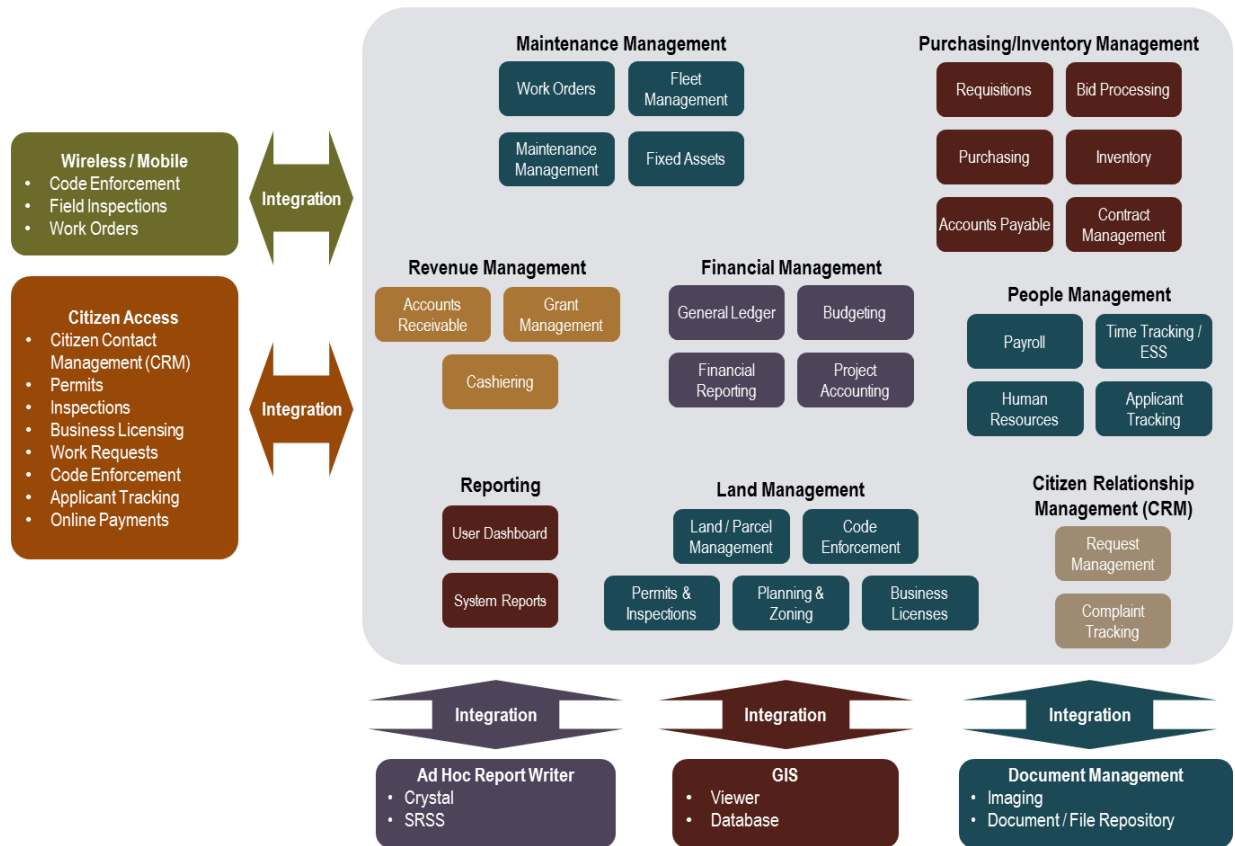 Maintenance Management
Work Orders
Fleet
Management
Maintenance
Management
Fixed Assets
Purchasing/Inventory Management
Requisitions
Bid Processing
Purchasing
Inventory
Accounts Payable
Contract
Management
Wireless / Mobile
• Code Enforcement
• Field Inspections
• Work Orders
Integration
Citizen Access
• Citizen Contact
Management (CRM)
• Permits
• Inspections
• Business Licensing
• Work Requests
• Code Enforcement
• Applicant Tracking
• Online Payments
Integration
Revenue Management
Accounts
Receivable
Grant
Management
Cashiering
Financial Management
General Ledger
Budgeting
Financial
Reporting
Project
Accounting
People Management
Payroll
Time Tracking /
ESS
Human
Resources
Applicant
Tracking
Reporting
User Dashboard
System Reports
Land Management
Land / Parcel
Management
Code
Enforcement
Permits &
Inspections
Planning &
Zoning
Business
Licenses
Citizen Relationship
Management (CRM)
Request
Management
Complaint
Tracking
Integration
Integration
Integration
Ad Hoc Report Writer
• Crystal
• SRSS
GIS
• Viewer
• Database
Document Management
• Imaging
• Document / File Repository